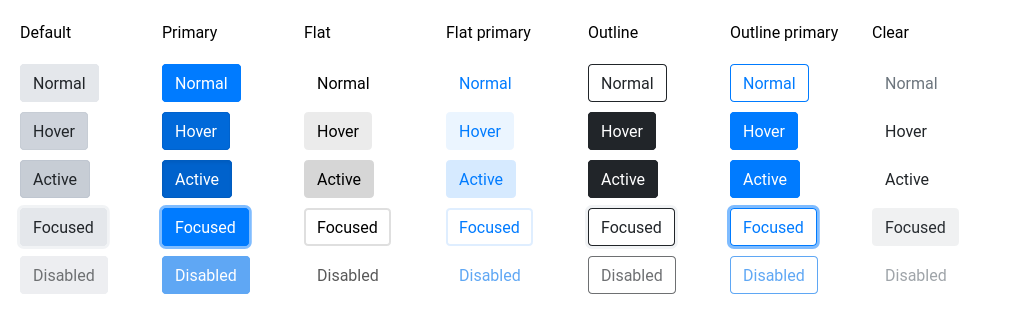 Default Primary Flat Flat primary Outline Outline primary Clear
Normal Normal Normal Normal Normal Normal Normal
Hover Hover Hover Hover Hover Hover Hover
Active Active Active Active Active Active Active
Focused Focused Focused Focused Focused Focused Focused
Disabled Disabled Disabled Disabled Disabled Disabled Disabled